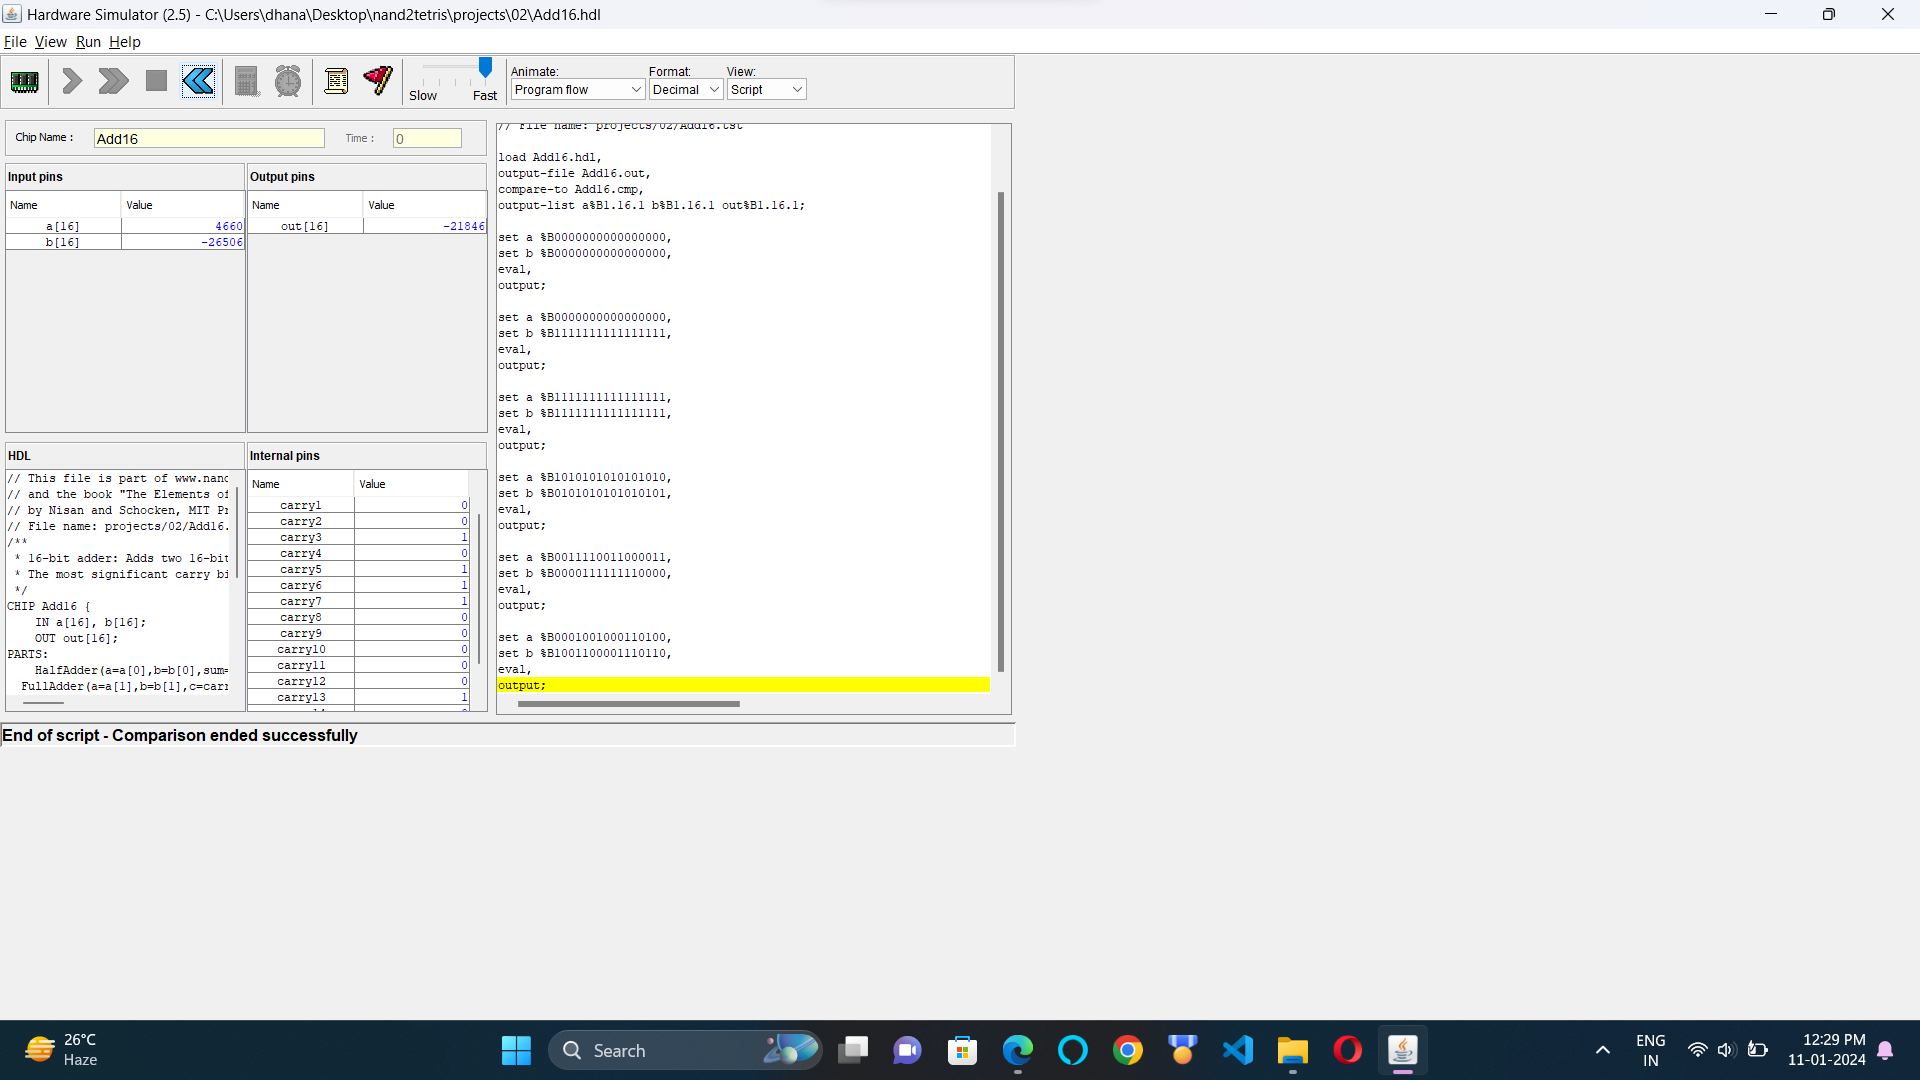 Hardware Simulator (2.5) - C:\Users\dhana\Desktop\nand2tetris\projects\02\Add16.hdl
File View Run Help
Slow Fast
Animate:
Program flow
Format:
Decimal
View:
Script
Chip Name :
Add16
Time :
0
Input pins
Name Value
a[16] 4660
b[16] -26506
Output pins
Name Value
out[16] -21846
HDL
// This file is part of www.nand
// and the book "The Elements of
// by Nisan and Schocken, MIT Pr
// File name: projects/02/Add16.
/**
* 16-bit adder: Adds two 16-bit
* The most significant carry bi
*/
CHIP Add16 {
IN a[16], b[16];
OUT out[16];
PARTS:
HalfAdder(a=a[0],b=b[0],sum=
FullAdder(a=a[1],b=b[1],c=carr
Internal pins
Name Value
carry1 0
carry2 0
carry3 1
carry4 0
carry5 1
carry6 1
carry7 1
carry8 0
carry9 0
carry10 0
carry11 0
carry12 0
carry13 1
// File name: projects/02/Add16.tst
load Add16.hdl,
output-file Add16.out,
compare-to Add16.cmp,
output-list a%B1.16.1 b%B1.16.1 out%B1.16.1;
set a %B0000000000000000,
set b %B0000000000000000,
eval,
output;
set a %B0000000000000000,
set b %B1111111111111111,
eval,
output;
set a %B1111111111111111,
set b %B1111111111111111,
eval,
output;
set a %B1010101010101010,
set b %B0101010101010101,
eval,
output;
set a %B0011110011000011,
set b %B0000111111110000,
eval,
output;
set a %B0001001000110100,
set b %B1001100001110110,
eval,
output;
End of script - Comparison ended successfully
26°C
Haze
Search
ENG
IN
12:29 PM
11-01-2024